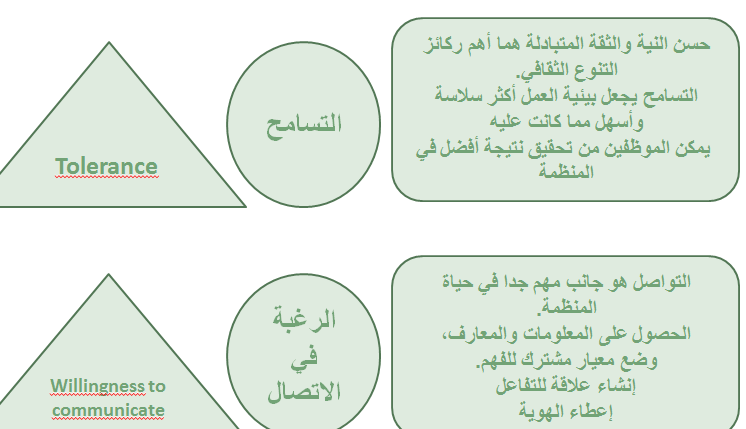 Tolerance
التسامح
حسن النية والثقة المتبادلة هما أهم ركائز
التنوع الثقافي.
التسامح يجعل بيئية العمل أكثر سلاسة
وأسهل مما كانت عليه
يمكن الموظفين من تحقيق نتيجة أفضل في
المنظمة
Willingness to
communicate
الرغبة
في
الاتصال
التواصل هو جانب مهم جدا في حياة
المنظمة.
الحصول على المعلومات والمعارف،
وضع معيار مشترك للفهم.
إنشاء علاقة للتفاعل
إعطاء الهوية